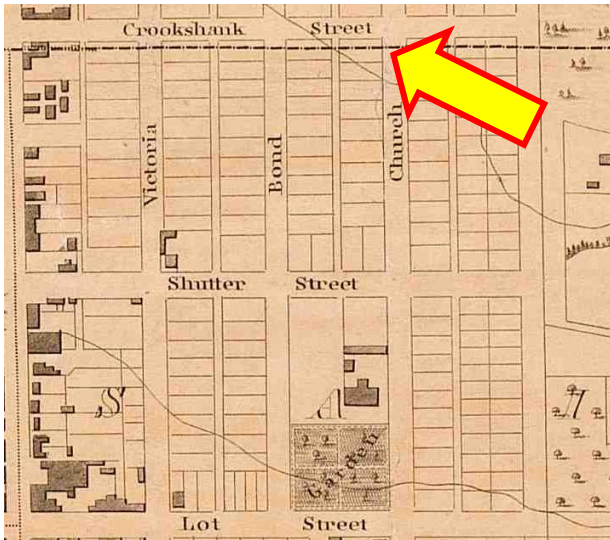 Crookshank Street
Victoria
Bond
Church
Shutter Street
S
A
Garden
Lot Street